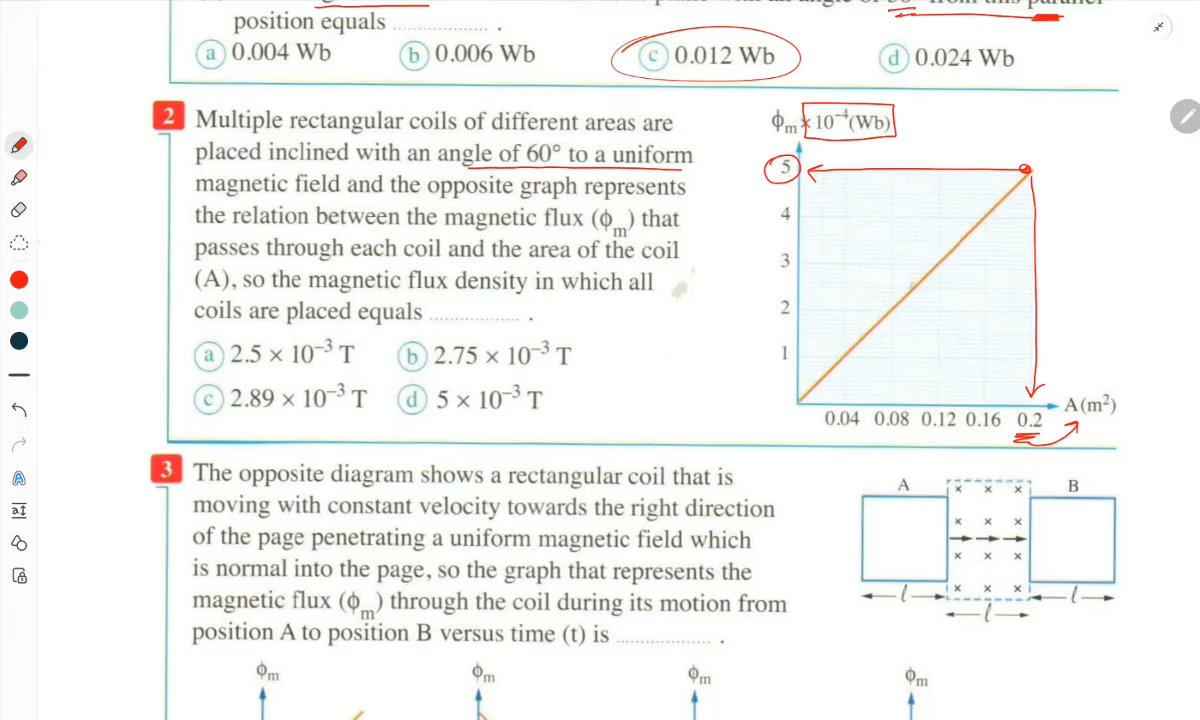 position equals ................ .
a 0.004 Wb b 0.006 Wb c 0.012 Wb d 0.024 Wb
2 Multiple rectangular coils of different areas are
placed inclined with an angle of 60° to a uniform
magnetic field and the opposite graph represents
the relation between the magnetic flux (ϕm) that
passes through each coil and the area of the coil
(A), so the magnetic flux density in which all
coils are placed equals ................ .
a 2.5 × 10⁻³ T b 2.75 × 10⁻³ T
c 2.89 × 10⁻³ T d 5 × 10⁻³ T
ϕm × 10⁻⁴(Wb)
5
4
3
2
1
0.04 0.08 0.12 0.16 0.2 A(m²)
3 The opposite diagram shows a rectangular coil that is
moving with constant velocity towards the right direction
of the page penetrating a uniform magnetic field which
is normal into the page, so the graph that represents the
magnetic flux (ϕm) through the coil during its motion from
position A to position B versus time (t) is ................ .
A B
× × ×
× × ×
× × ×
× × ×
l l
l
ϕm ϕm ϕm ϕm